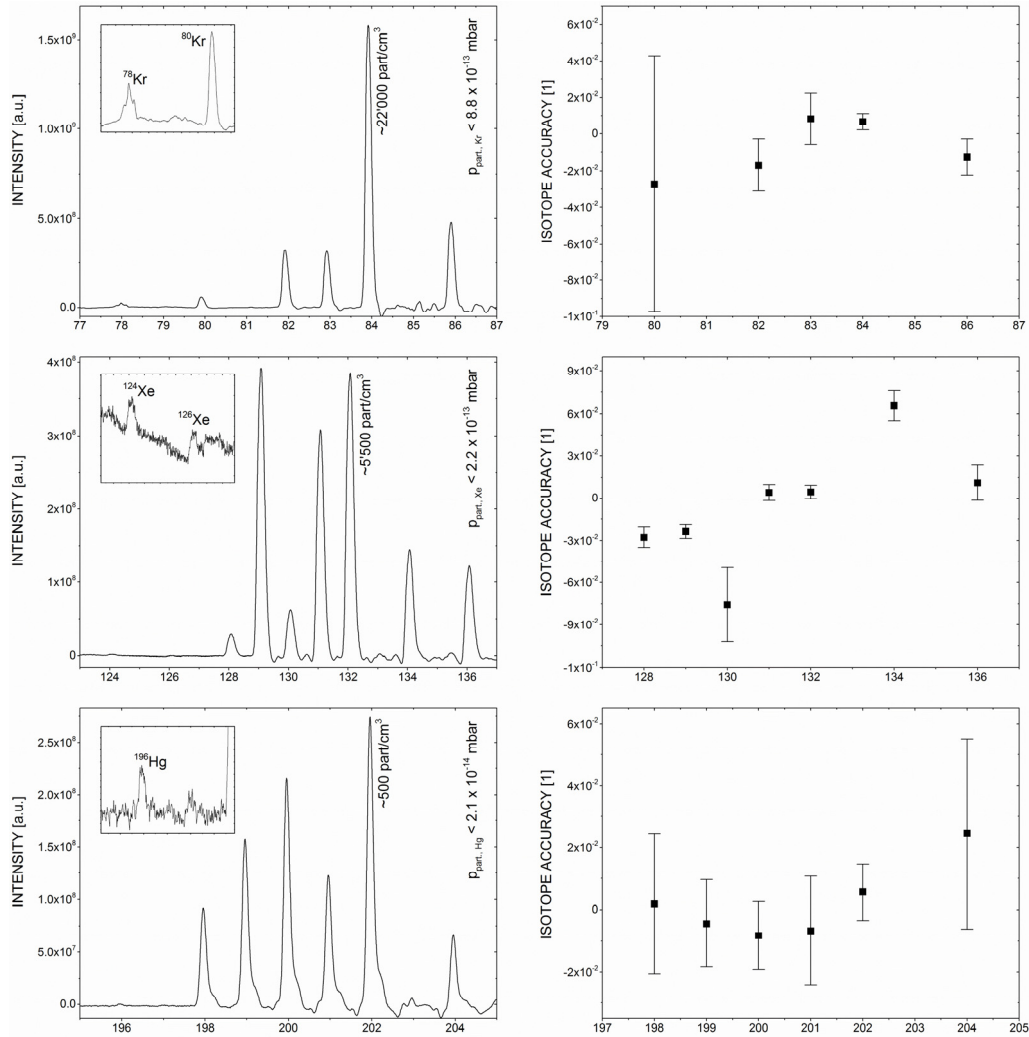 INTENSITY [a.u.]
1.5x10⁹
1.0x10⁹
5.0x10⁸
0.0
⁷⁸Kr
⁸⁰Kr
~22'000 part/cm³
p part., Kr < 8.8 x 10⁻¹³ mbar
77 78 79 80 81 82 83 84 85 86 87
ISOTOPE ACCURACY [1]
6x10⁻²
4x10⁻²
2x10⁻²
0
-2x10⁻²
-4x10⁻²
-6x10⁻²
-8x10⁻²
-1x10⁻¹
79 80 81 82 83 84 85 86 87
INTENSITY [a.u.]
4x10⁸
3x10⁸
2x10⁸
1x10⁸
0
¹²⁴Xe
¹²⁶Xe
~5'500 part/cm³
p part., Xe < 2.2 x 10⁻¹³ mbar
124 126 128 130 132 134 136
ISOTOPE ACCURACY [1]
9x10⁻²
6x10⁻²
3x10⁻²
0
-3x10⁻²
-6x10⁻²
-9x10⁻²
-1x10⁻¹
128 130 132 134 136
INTENSITY [a.u.]
2.5x10⁸
2.0x10⁸
1.5x10⁸
1.0x10⁸
5.0x10⁷
0.0
¹⁹⁶Hg
~500 part/cm³
p part., Hg < 2.1 x 10⁻¹⁴ mbar
196 198 200 202 204
ISOTOPE ACCURACY [1]
6x10⁻²
4x10⁻²
2x10⁻²
0
-2x10⁻²
197 198 199 200 201 202 203 204 205